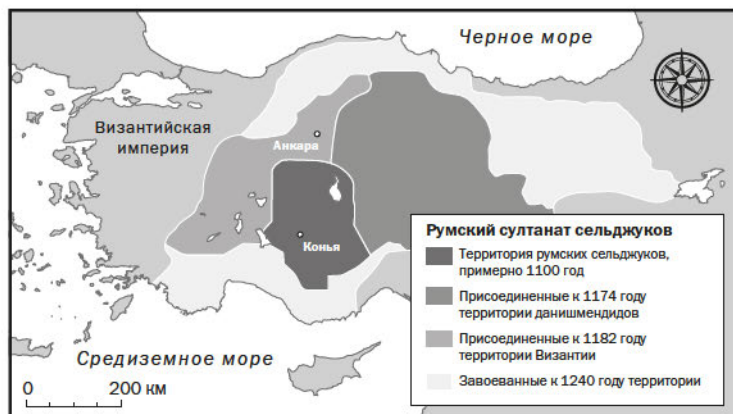 Черное море
Византийская
империя
Анкара
Конья
Средиземное море
0 200 км
Румский султанат сельджуков
Территория румских сельджуков,
примерно 1100 год
Присоединенные к 1174 году
территории данишмендидов
Присоединенные к 1182 году
территории Византии
Завоеванные к 1240 году территории